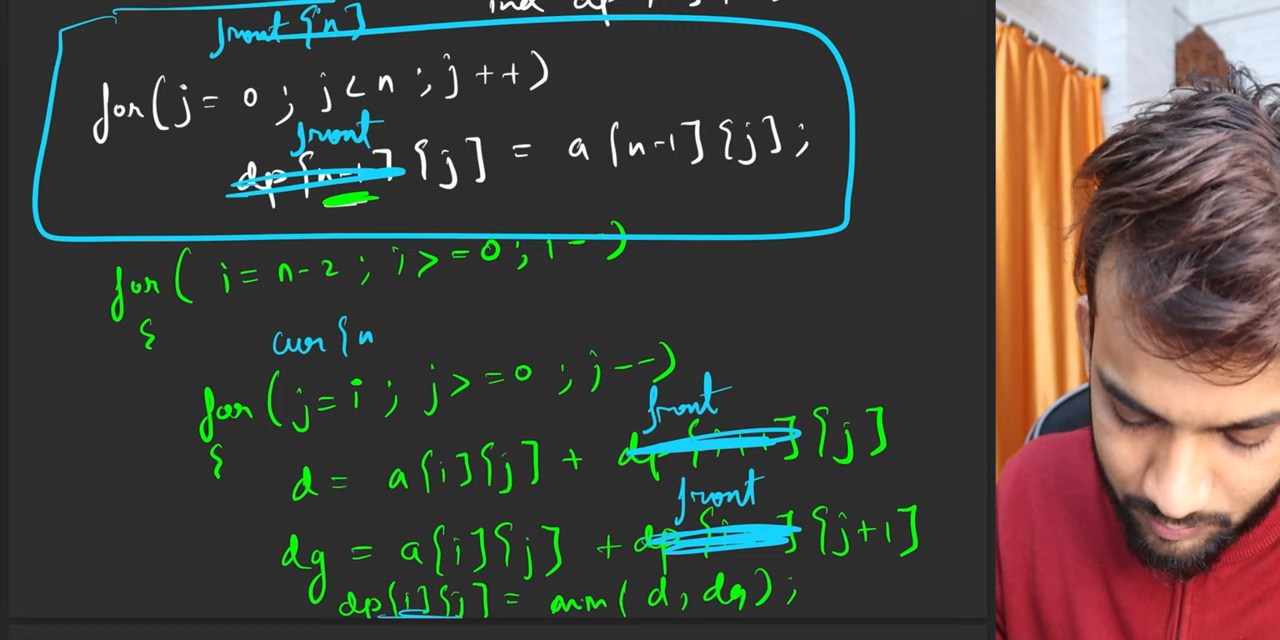 front[n]
for(j = 0 ; j < n ; j++)
front
dp[n-1] [j] = a[n-1][j];
for( i = n-2 ; i >= 0 ; i--)
{
cur[n
for(j = i ; j >= 0 ; j--)
{
front
d = a[i][j] + dp[i+1] [j]
front
dg = a[i][j] + dp[i+1] [j+1]
dp[i][j] = min( d, dg);